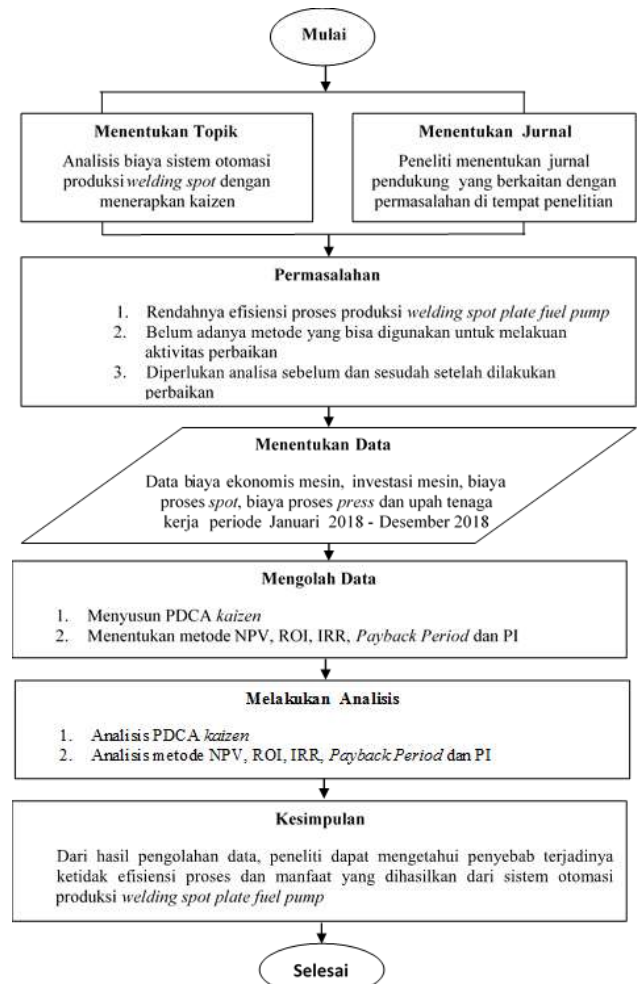 Mulai
Menentukan Topik
Analisis biaya sistem otomasi
produksi welding spot dengan
menerapkan kaizen
Menentukan Jurnal
Peneliti menentukan jurnal
pendukung yang berkaitan dengan
permasalahan di tempat penelitian
Permasalahan
1. Rendahnya efisiensi proses produksi welding spot plate fuel pump
2. Belum adanya metode yang bisa digunakan untuk melakuan
aktivitas perbaikan
3. Diperlukan analisa sebelum dan sesudah setelah dilakukan
perbaikan
Menentukan Data
Data biaya ekonomis mesin, investasi mesin, biaya
proses spot, biaya proses press dan upah tenaga
kerja periode Januari 2018 - Desember 2018
Mengolah Data
1. Menyusun PDCA kaizen
2. Menentukan metode NPV, ROI, IRR, Payback Period dan PI
Melakukan Analisis
1. Analisis PDCA kaizen
2. Analisis metode NPV, ROI, IRR, Payback Period dan PI
Kesimpulan
Dari hasil pengolahan data, peneliti dapat mengetahui penyebab terjadinya
ketidak efisiensi proses dan manfaat yang dihasilkan dari sistem otomasi
produksi welding spot plate fuel pump
Selesai